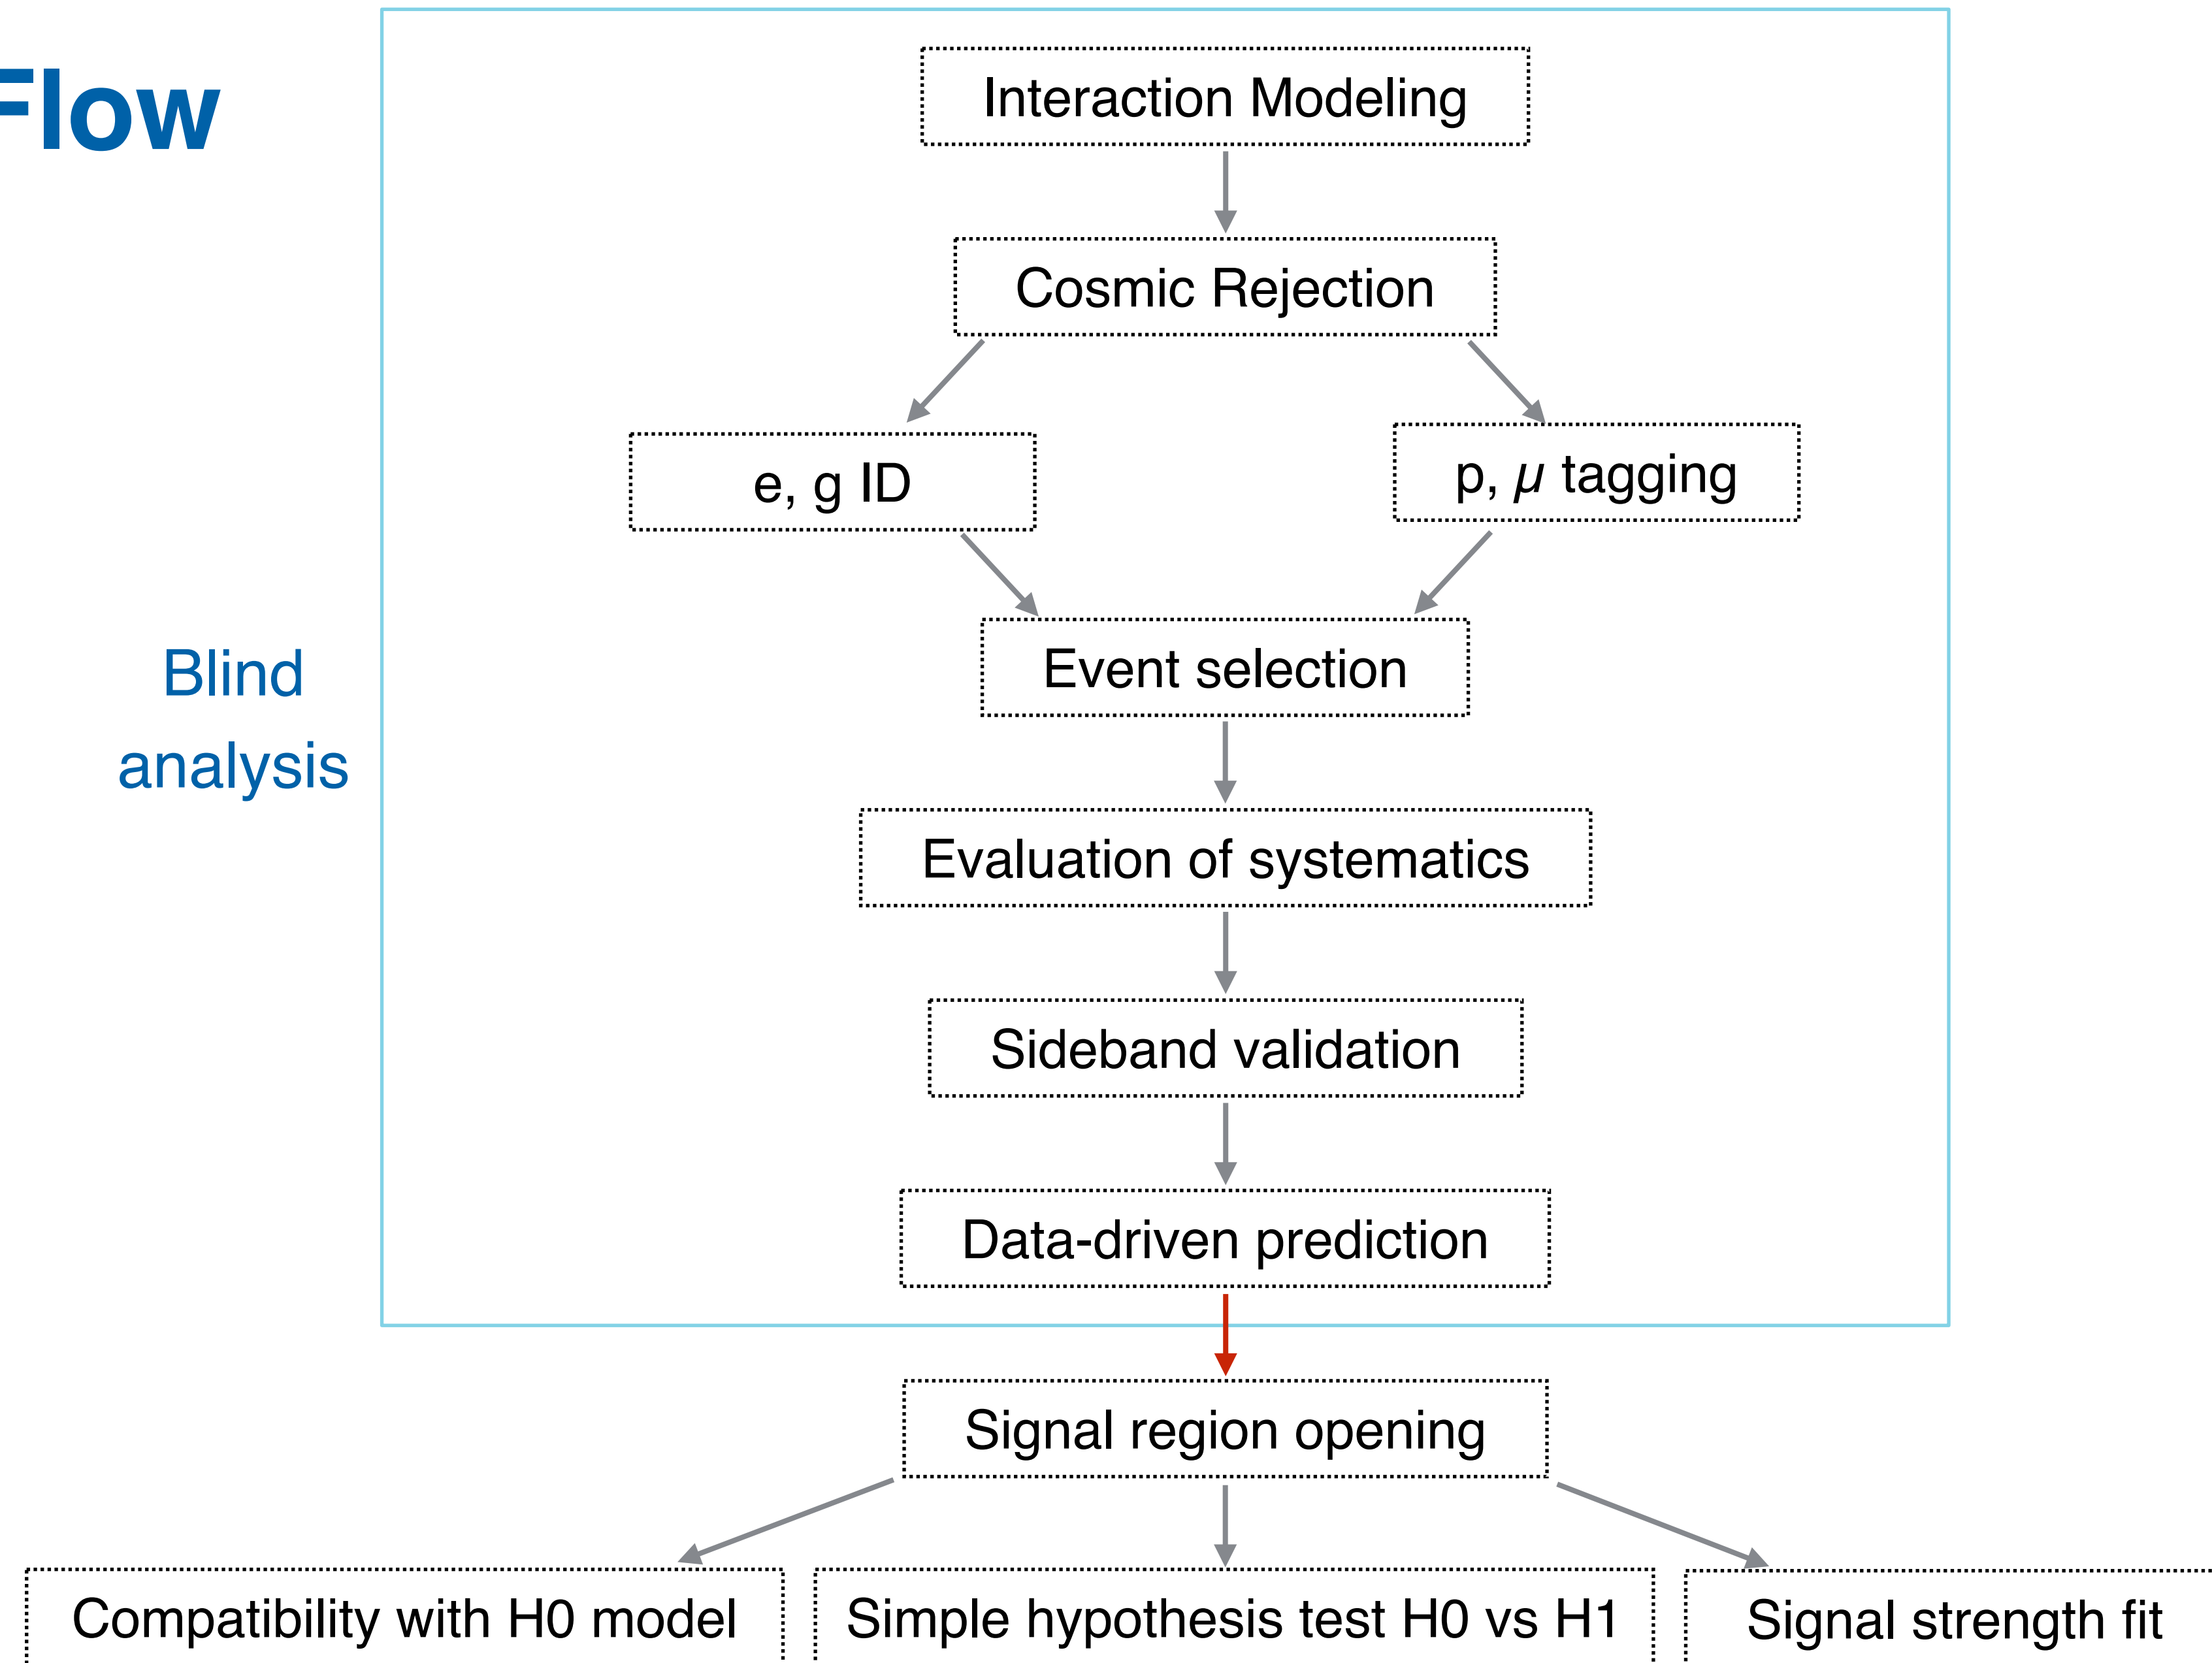 Flow
Interaction Modeling
Cosmic Rejection
e, g ID
p, μ tagging
Event selection
Blind
analysis
Evaluation of systematics
Sideband validation
Data-driven prediction
Signal region opening
Compatibility with H0 model
Simple hypothesis test H0 vs H1
Signal strength fit